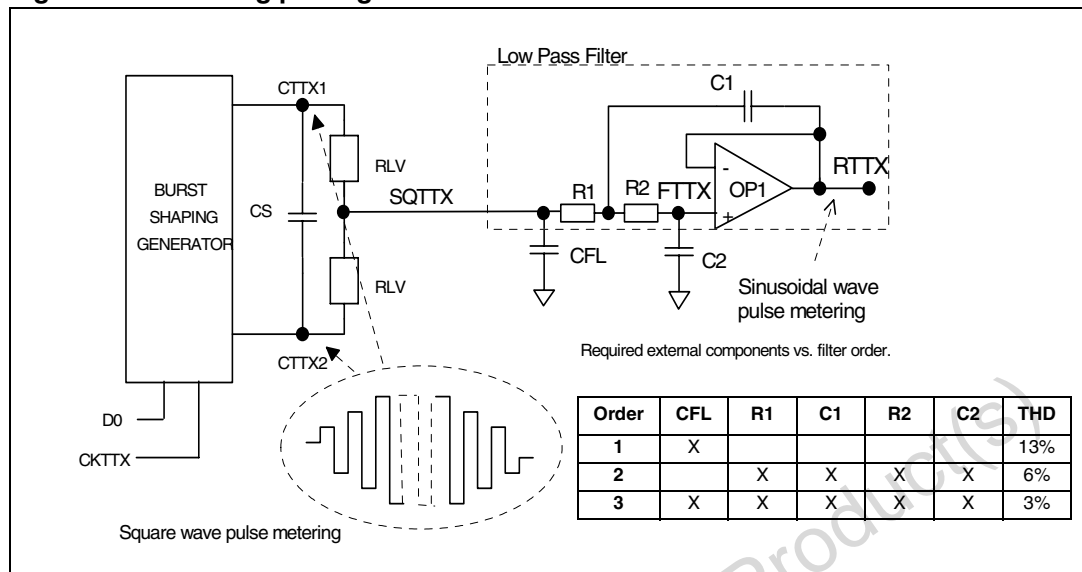 Low Pass Filter
CTTX1
C1
RLV
BURST
SHAPING
GENERATOR
CS
SQTTX
R1
R2
FTTX
-
+
OP1
RTTX
CFL
C2
RLV
Sinusoidal wave
pulse metering
CTTX2
Required external components vs. filter order.
D0
CKTTX
Order CFL R1 C1 R2 C2 THD
1 X 13%
2 X X X X 6%
3 X X X X X 3%
Square wave pulse metering
Product(s)